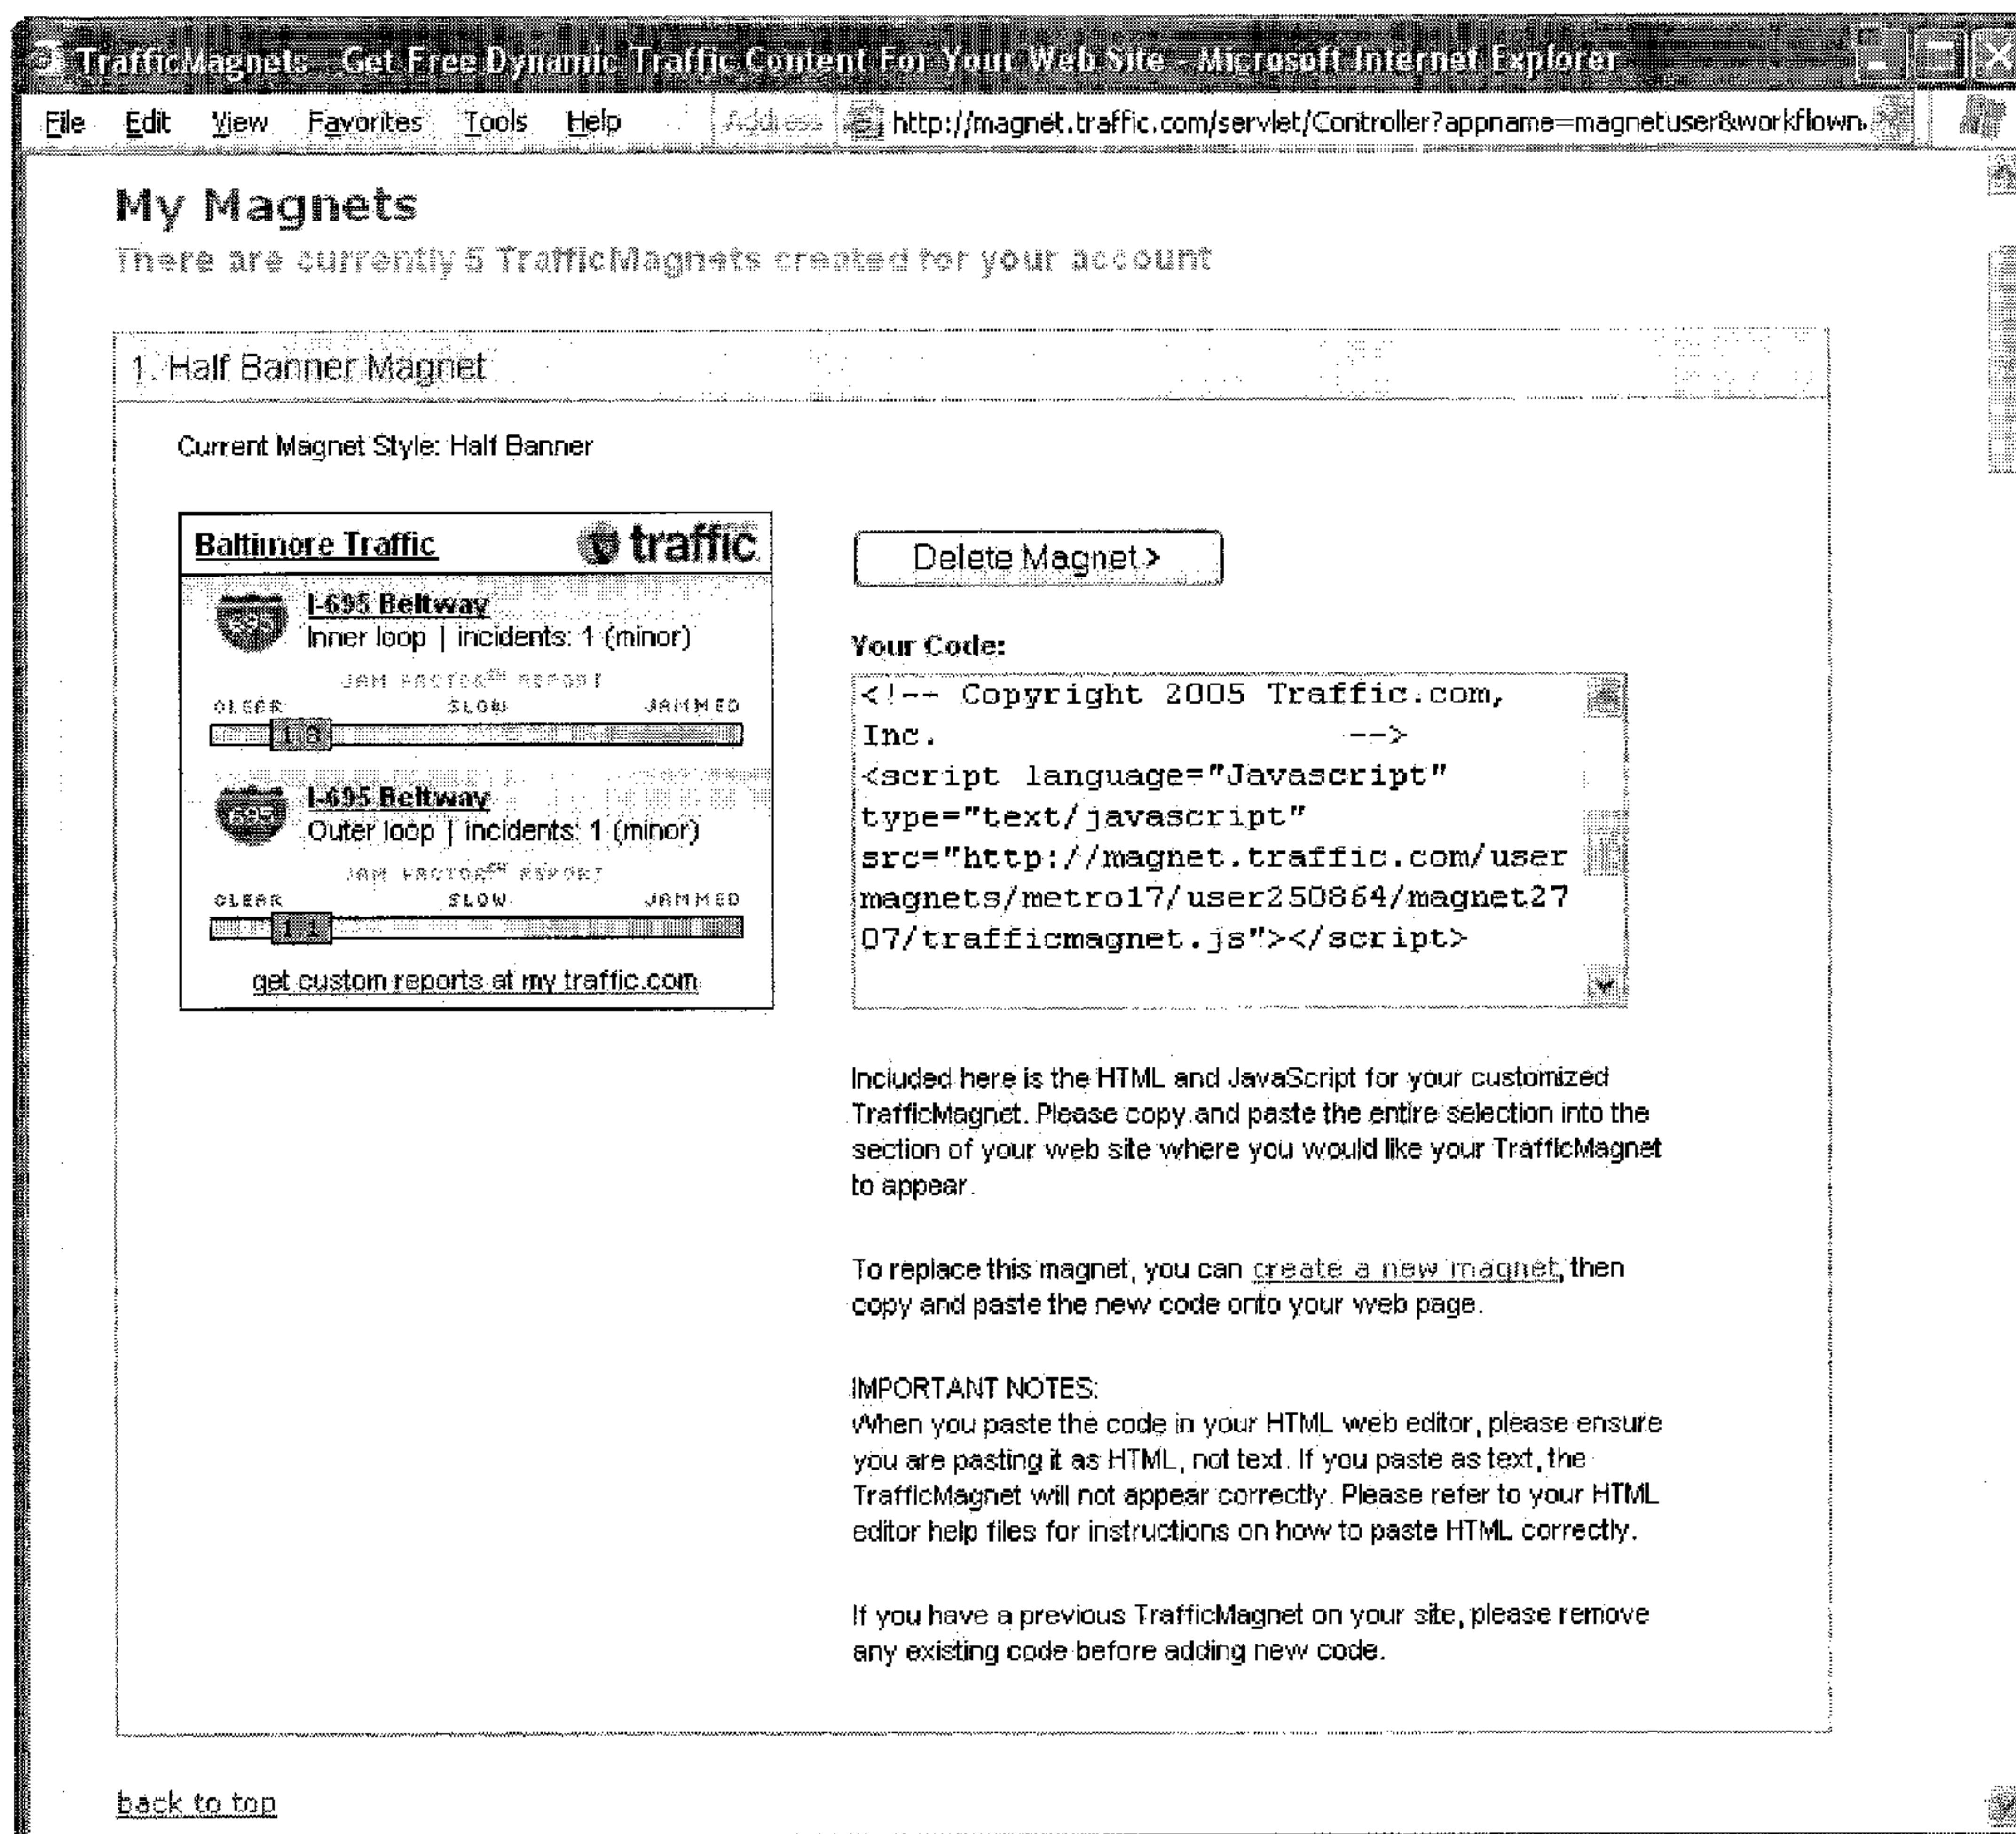 TrafficMagnets - Get Free Dynamic Traffic Content For Your Web Site - Microsoft Internet Explorer
File Edit View Favorites Tools Help Address http://magnet.traffic.com/servlet/Controller?appname=magnetuser&workflown
My Magnets
There are currently 5 TrafficMagnets created for your account
1. Half Banner Magnet
Current Magnet Style: Half Banner
Baltimore Traffic traffic
695 I-695 Beltway
Inner loop | incidents: 1 (minor)
JAM FACTOR℠ REPORT
CLEAR SLOW JAMMED
695 I-695 Beltway
Outer loop | incidents: 1 (minor)
JAM FACTOR℠ REPORT
CLEAR SLOW JAMMED
1.1
get custom reports at my traffic.com
Delete Magnet >
Your Code:
<!-- Copyright 2005 Traffic.com,
Inc. -->
<script language="Javascript"
type="text/javascript"
src="http://magnet.traffic.com/user
magnets/metro17/user250864/magnet27
07/trafficmagnet.js"></script>
Included here is the HTML and JavaScript for your customized
TrafficMagnet. Please copy and paste the entire selection into the
section of your web site where you would like your TrafficMagnet
to appear.
To replace this magnet, you can create a new magnet, then
copy and paste the new code onto your web page.
IMPORTANT NOTES:
When you paste the code in your HTML web editor, please ensure
you are pasting it as HTML, not text. If you paste as text, the
TrafficMagnet will not appear correctly. Please refer to your HTML
editor help files for instructions on how to paste HTML correctly.
If you have a previous TrafficMagnet on your site, please remove
any existing code before adding new code.
back to top